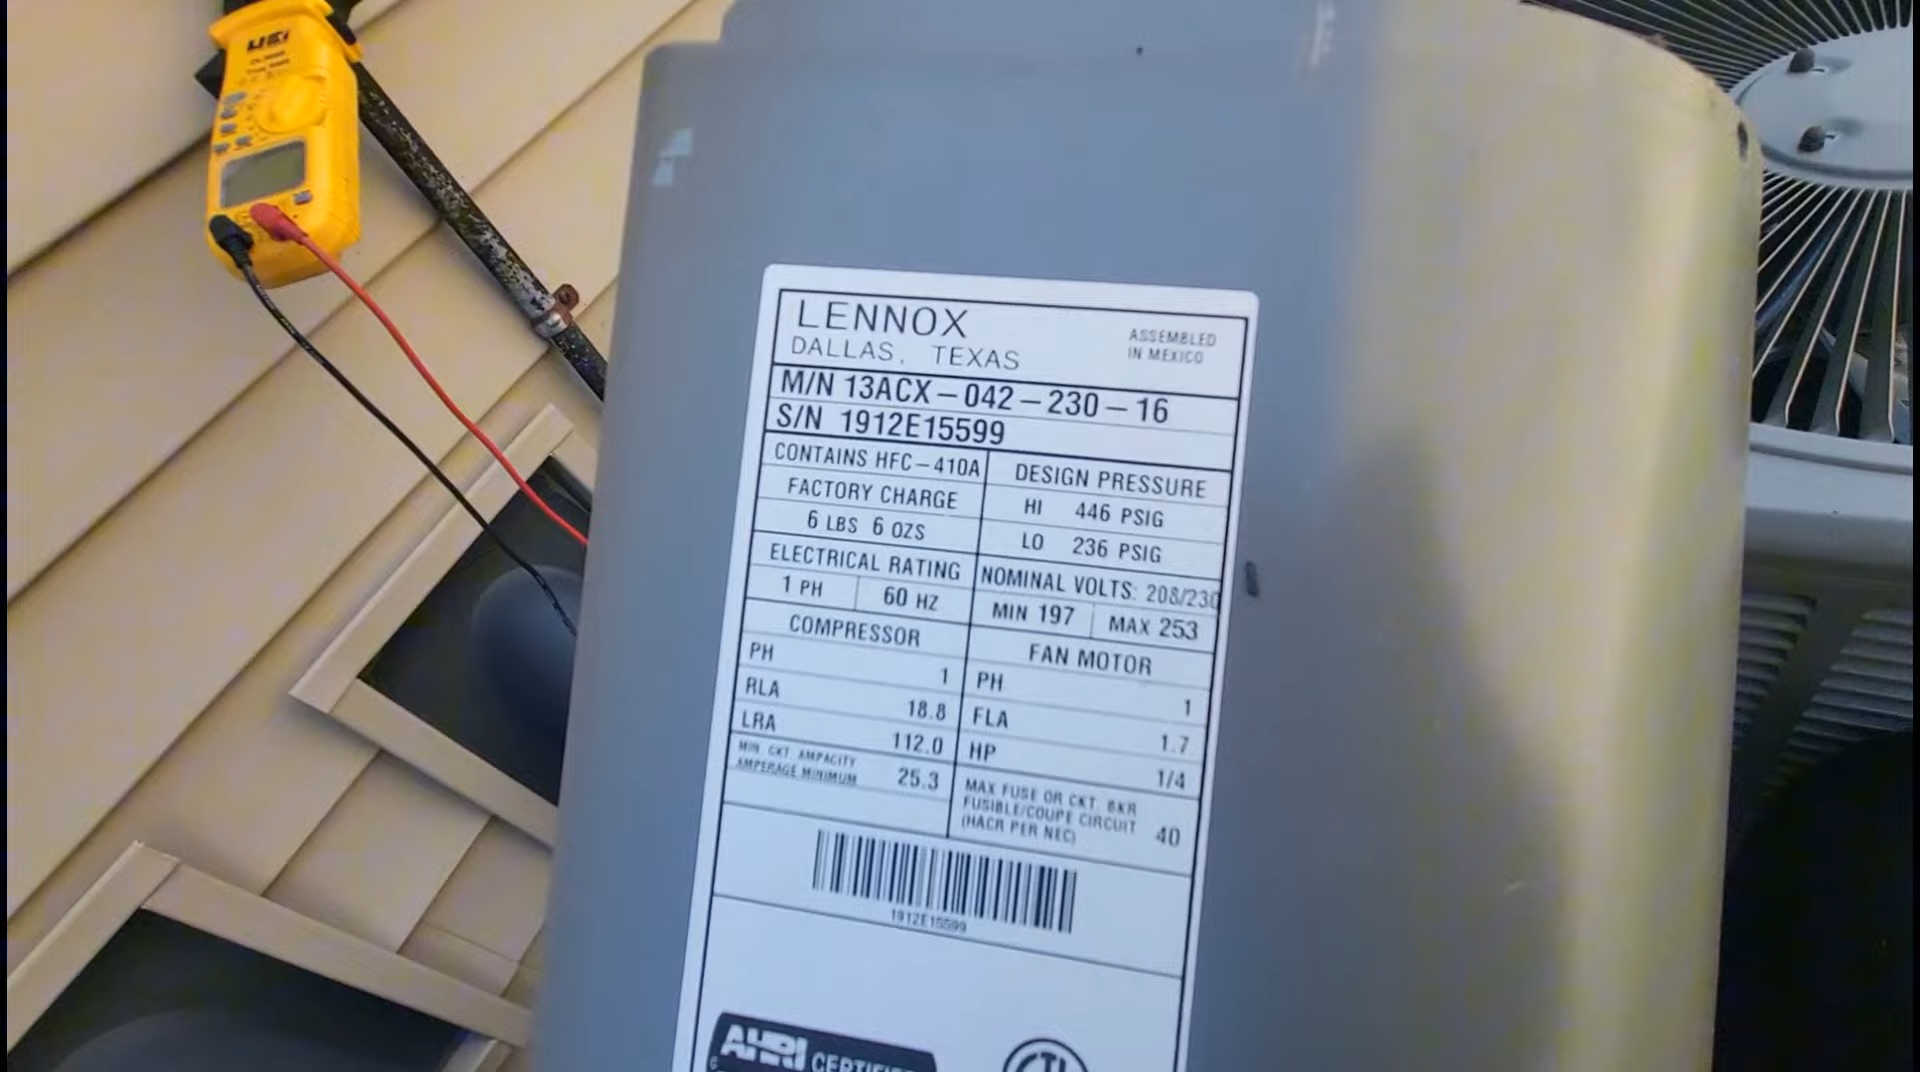 UEi
LENNOX
DALLAS, TEXAS
ASSEMBLED
IN MEXICO
M/N 13ACX-042-230-16
S/N 1912E15599
CONTAINS HFC-410A
FACTORY CHARGE
6 LBS 6 OZS
DESIGN PRESSURE
HI 446 PSIG
LO 236 PSIG
ELECTRICAL RATING
1 PH 60 HZ
NOMINAL VOLTS: 208/230
MIN 197 MAX 253
COMPRESSOR
PH 1
RLA 18.8
LRA 112.0
MIN CKT AMPACITY
AMPERAGE MINIMUM 25.3
FAN MOTOR
PH 1
FLA 1.7
HP 1/4
MAX FUSE OR CKT. BKR
FUSIBLE/COUPE CIRCUIT
(HACR PER NEC) 40
1912E15599
AHRI CERTIFIE